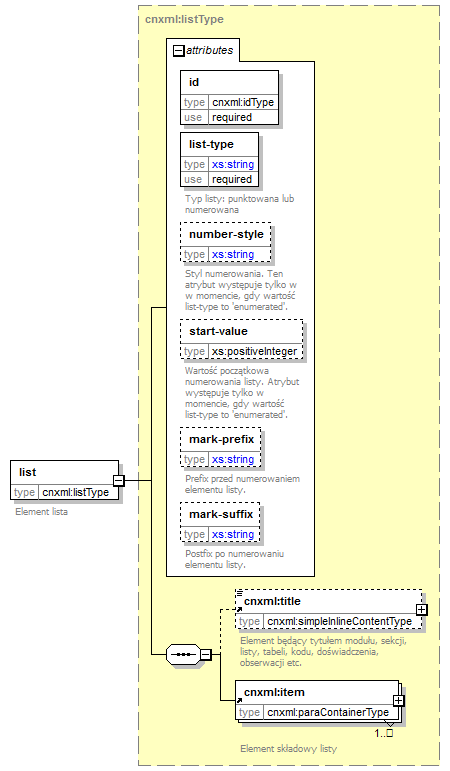 cnxml:listType
attributes
id
type cnxml:idType
use required
list-type
type xs:string
use required
Typ listy: punktowana lub
numerowana
number-style
type xs:string
Styl numerowania. Ten
atrybut występuje tylko w
w momencie, gdy wartość
list-type to 'enumerated'.
start-value
type xs:positiveInteger
Wartość początkowa
numerowania listy. Atrybut
występuje tylko w
momencie, gdy wartość
list-type to 'enumerated'.
mark-prefix
type xs:string
Prefix przed numerowaniem
elementu listy.
list
type cnxml:listType
Element lista
mark-suffix
type xs:string
Postfix po numerowaniu
elementu listy.
cnxml:title
type cnxml:simpleInlineContentType
Element będący tytułem modułu, sekcji,
listy, tabeli, kodu, doświadczenia,
obserwacji etc.
cnxml:item
type cnxml:paraContainerType
1..
Element składowy listy